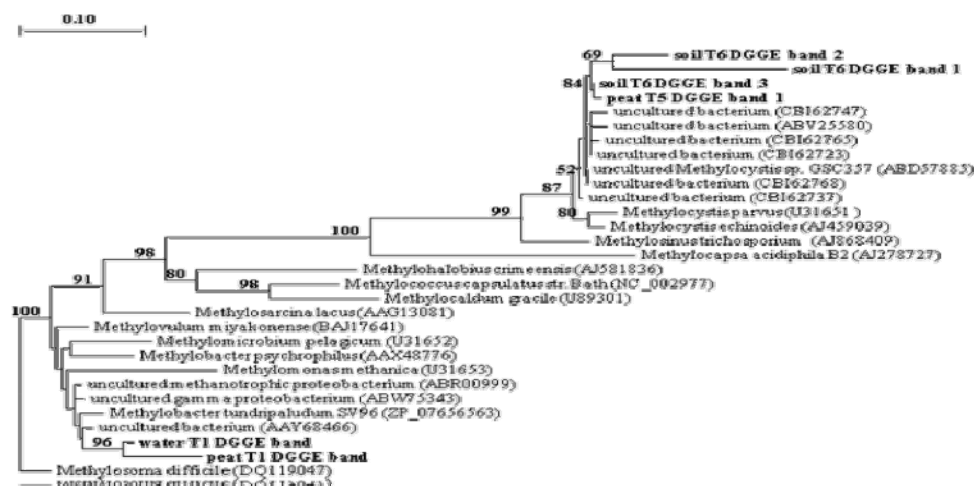 0.10
69
soil T6 DGGE band 2
soil T6 DGGE band 1
84
soil T6 DGGE band 3
peat T5 DGGE band 1
uncultured bacterium (CBI62747)
uncultured bacterium (ABV25580)
uncultured bacterium (CBI62765)
uncultured bacterium (CBI62723)
52
uncultured Methylocystis sp. GSC357 (ABD57885)
uncultured bacterium (CBI62768)
87
uncultured bacterium (CBI62737)
99
80
Methylocystis parvus (U31651)
Methylocystis echinoides (AJ459039)
100
Methylosinus trichosporium (AJ868409)
98
Methylocapsa acidiphila B2 (AJ278727)
80
Methylohalobius crimeensis (AJ581836)
91
98
Methylococcus capsulatus str. Bath (NC_002977)
Methylocaldum gracile (U89301)
100
Methylosarcina lacus (AAG13081)
Methylovulum miyakonense (BAJ17641)
Methylomicrobium pelagicum (U31652)
Methylobacter psychrophilus (AAX48776)
Methylomonas methanica (U31653)
uncultured methanotrophic proteobacterium (ABR00999)
uncultured gamma proteobacterium (ABW75343)
Methylobacter tundripaludum SV96 (ZP_07656563)
uncultured bacterium (AAY68466)
96
water T1 DGGE band
peat T1 DGGE band
Methylosoma difficile (DQ119047)